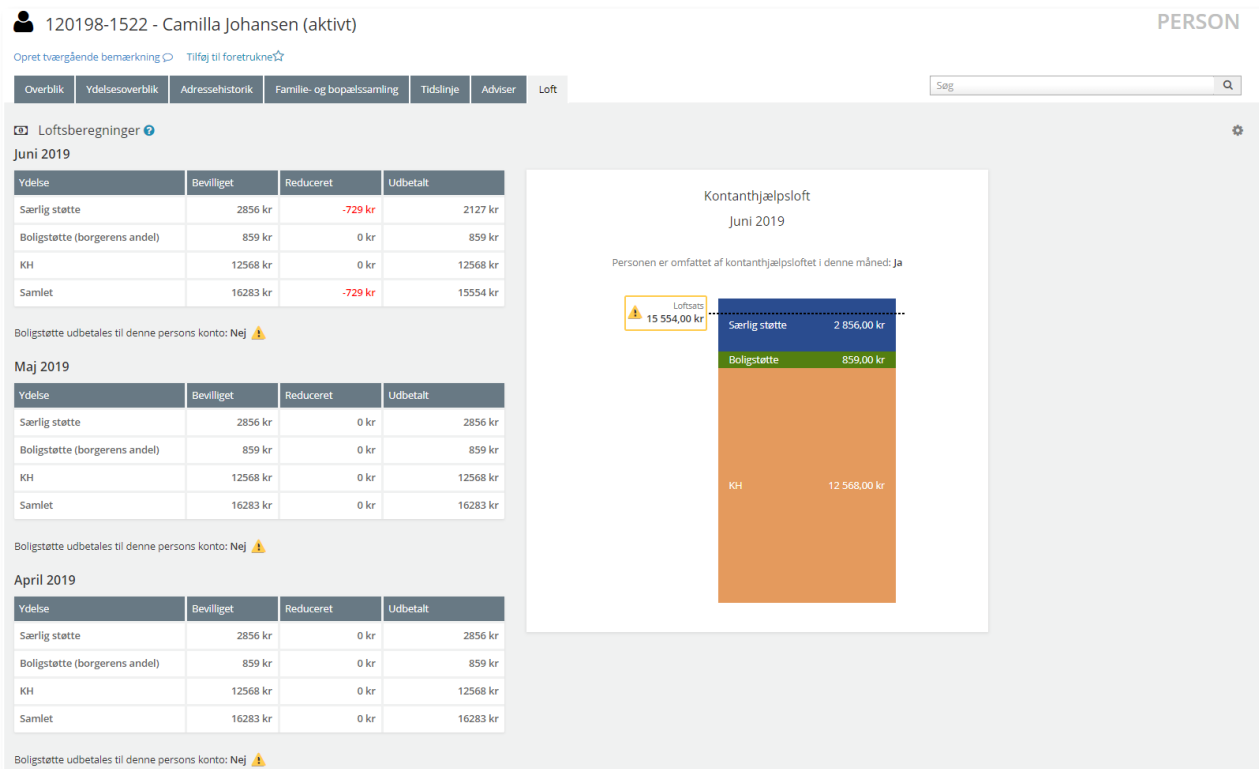 120198-1522 - Camilla Johansen (aktivt)
PERSON
Opret tværgående bemærkning Tilføj til foretrukne
Overblik Ydelsesoverblik Adressehistorik Familie- og bopælssamling Tidslinje Adviser Loft
Søg
Loftsberegninger ?
Juni 2019
Ydelse Bevilliget Reduceret Udbetalt
Særlig støtte 2856 kr -729 kr 2127 kr
Boligstøtte (borgerens andel) 859 kr 0 kr 859 kr
KH 12568 kr 0 kr 12568 kr
Samlet 16283 kr -729 kr 15554 kr
Boligstøtte udbetales til denne persons konto: Nej
Maj 2019
Ydelse Bevilliget Reduceret Udbetalt
Særlig støtte 2856 kr 0 kr 2856 kr
Boligstøtte (borgerens andel) 859 kr 0 kr 859 kr
KH 12568 kr 0 kr 12568 kr
Samlet 16283 kr 0 kr 16283 kr
Boligstøtte udbetales til denne persons konto: Nej
April 2019
Ydelse Bevilliget Reduceret Udbetalt
Særlig støtte 2856 kr 0 kr 2856 kr
Boligstøtte (borgerens andel) 859 kr 0 kr 859 kr
KH 12568 kr 0 kr 12568 kr
Samlet 16283 kr 0 kr 16283 kr
Boligstøtte udbetales til denne persons konto: Nej
Kontanthjælpsloft
Juni 2019
Personen er omfattet af kontanthjælpsloftet i denne måned: Ja
Loftsats
15 554,00 kr
Særlig støtte 2 856,00 kr
Boligstøtte 859,00 kr
KH 12 568,00 kr